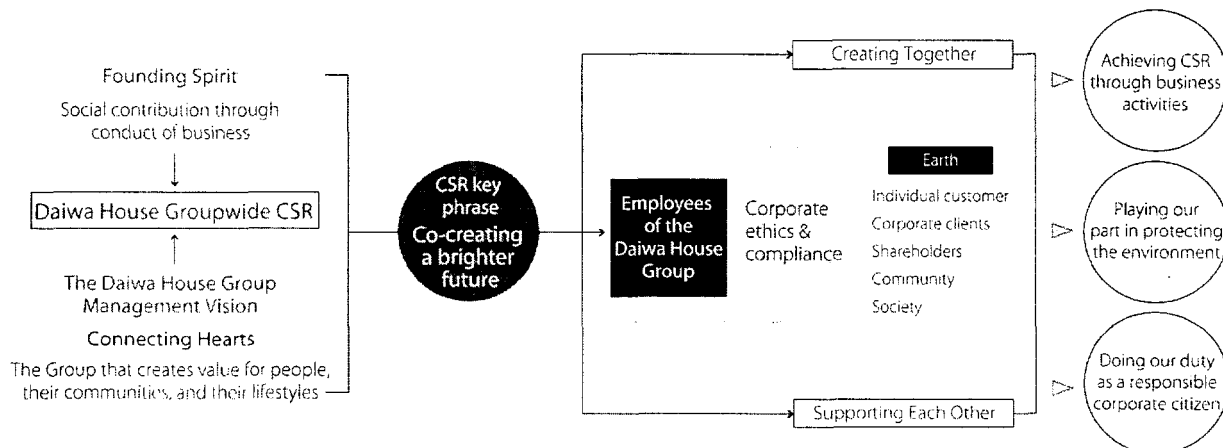 Founding Spirit
Social contribution through
conduct of business
Daiwa House Groupwide CSR
The Daiwa House Group
Management Vision
Connecting Hearts
The Group that creates value for people,
their communities, and their lifestyles
CSR key
phrase
Co-creating
a brighter
future
Creating Together
Employees
of the
Daiwa House
Group
Corporate
ethics &
compliance
Earth
Individual customer
Corporate clients
Shareholders
Community
Society
Supporting Each Other
Achieving CSR
through business
activities
Playing our
part in protecting
the environment
Doing our duty
as a responsible
corporate citizen